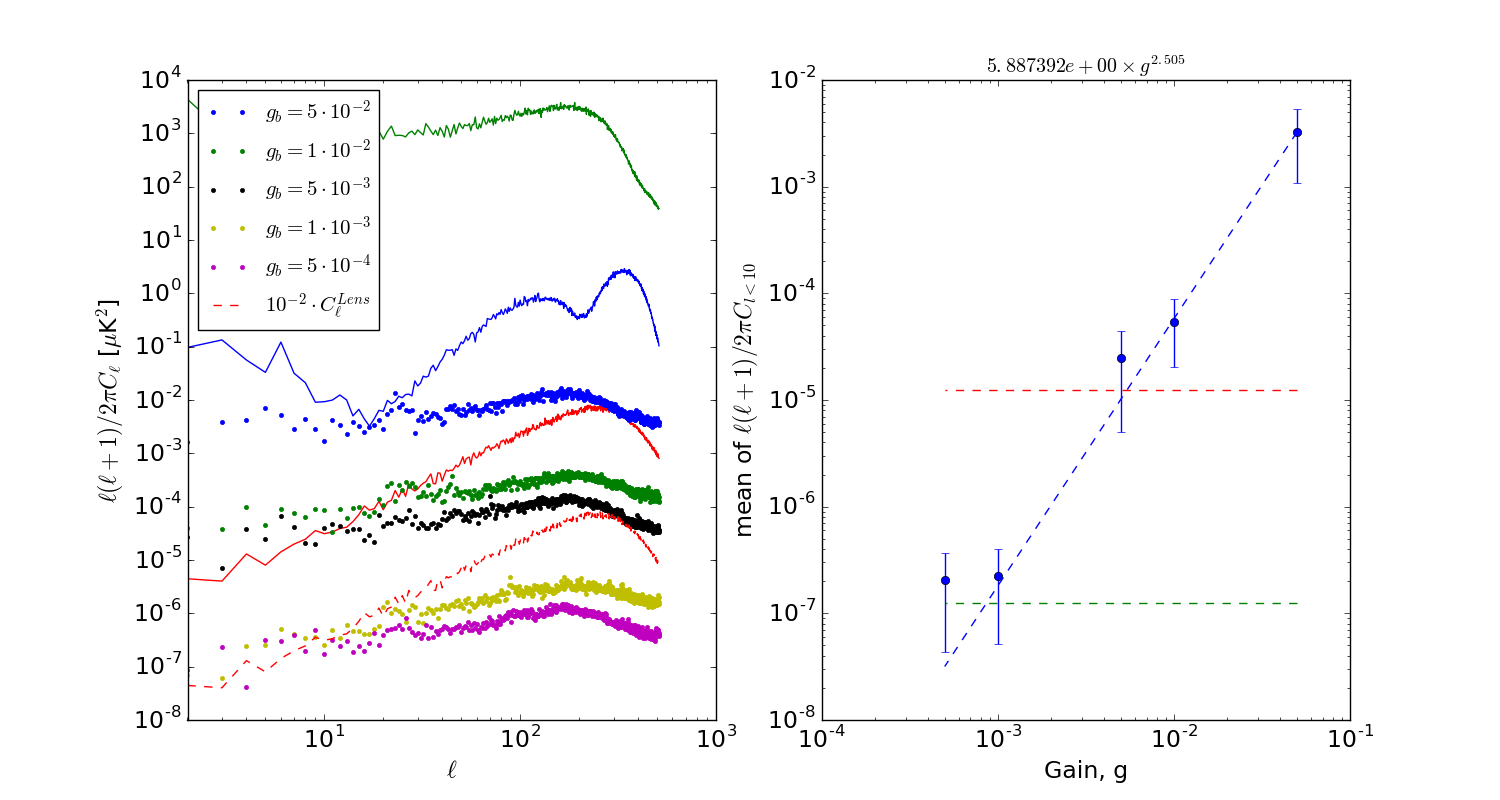 10^4
10^3
10^2
10^1
10^0
10^-1
10^-2
10^-3
10^-4
10^-5
10^-6
10^-7
10^-8
ℓ(ℓ+1)/2πC_ℓ [μK^2]
g_b = 5·10^-2
g_b = 1·10^-2
g_b = 5·10^-3
g_b = 1·10^-3
g_b = 5·10^-4
10^-2·C_ℓ^Lens
10^1 10^2 10^3
ℓ
5.887392e+00×g^2.505
10^-2
10^-3
10^-4
10^-5
10^-6
10^-7
10^-8
mean of ℓ(ℓ+1)/2πC_l<10
10^-4 10^-3 10^-2 10^-1
Gain, g